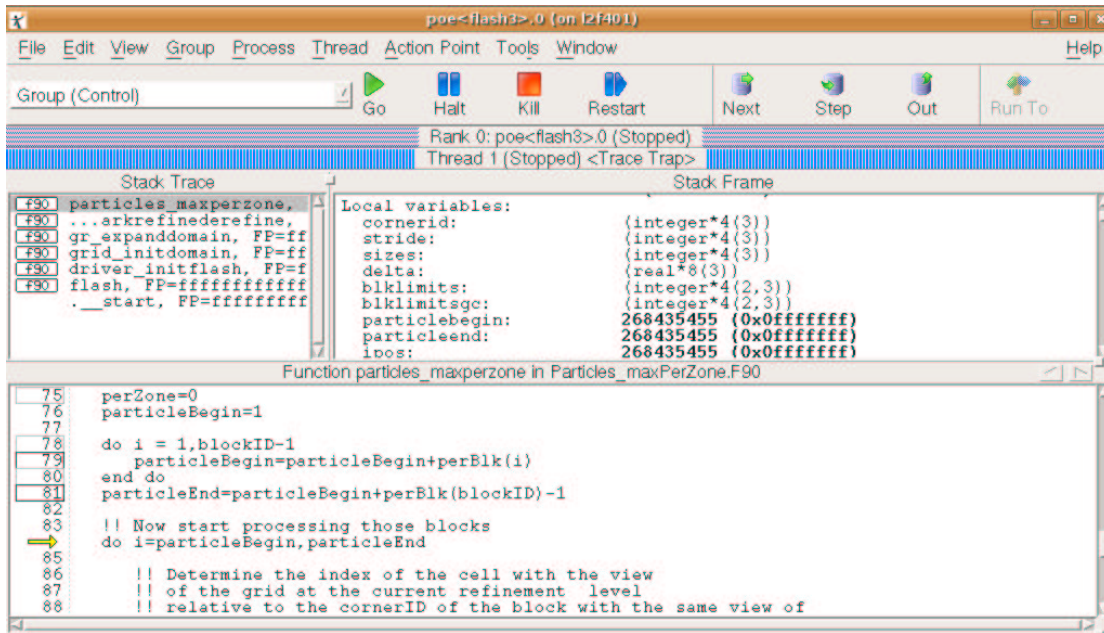 poe<flash3>.0 (on l2f401)
File Edit View Group Process Thread Action Point Tools Window Help
Group (Control) Go Halt Kill Restart Next Step Out Run To
Rank 0: poe<flash3>.0 (Stopped)
Thread 1 (Stopped) <Trace Trap>
Stack Trace
f90 particles_maxperzone,
f90 ...arkrefinederefine,
f90 gr_expanddomain, FP=ff
f90 grid_initdomain, FP=ff
f90 driver_initflash, FP=f
f90 flash, FP=ffffffffffff
.__start, FP=fffffffff
Stack Frame
Local variables:
cornerid: (integer*4(3))
stride: (integer*4(3))
sizes: (integer*4(3))
delta: (real*8(3))
blklimits: (integer*4(2,3))
blklimitsgc: (integer*4(2,3))
particlebegin: 268435455 (0x0fffffff)
particleend: 268435455 (0x0fffffff)
ipos: 268435455 (0x0fffffff)
Function particles_maxperzone in Particles_maxPerZone.F90
75 perZone=0
76 particleBegin=1
77
78 do i = 1,blockID-1
79 particleBegin=particleBegin+perBlk(i)
80 end do
81 particleEnd=particleBegin+perBlk(blockID)-1
82
83 !! Now start processing those blocks
do i=particleBegin,particleEnd
85
86 !! Determine the index of the cell with the view
87 !! of the grid at the current refinement level
88 !! relative to the cornerID of the block with the same view of